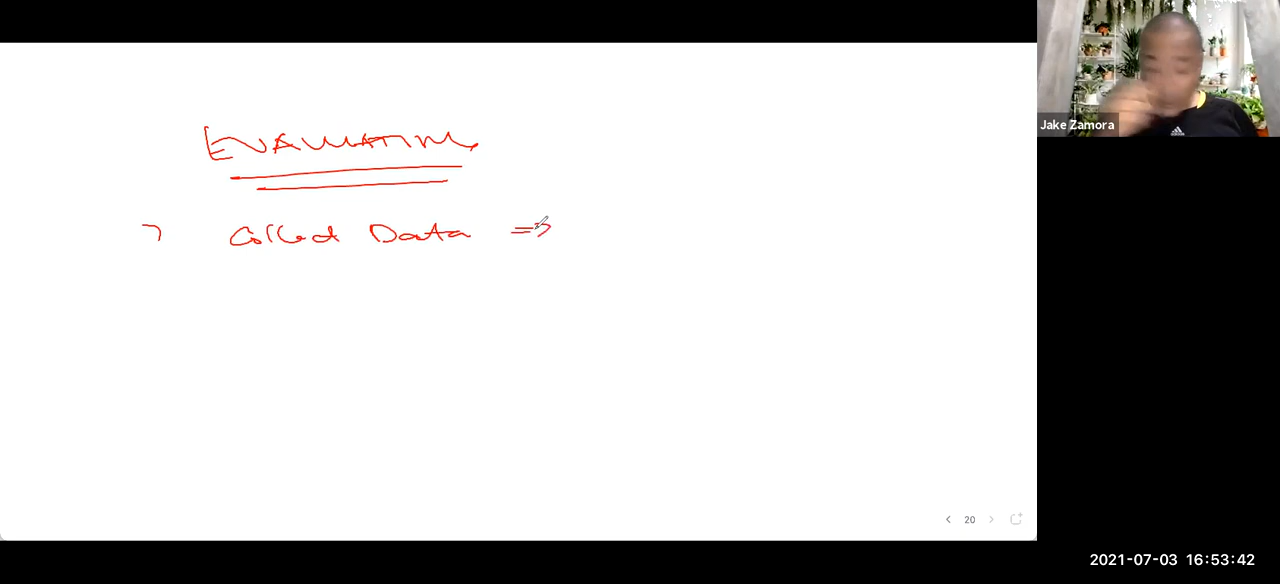 Jake Zamora
EVALUATION
Collect Data =>
20
2021-07-03 16:53:42